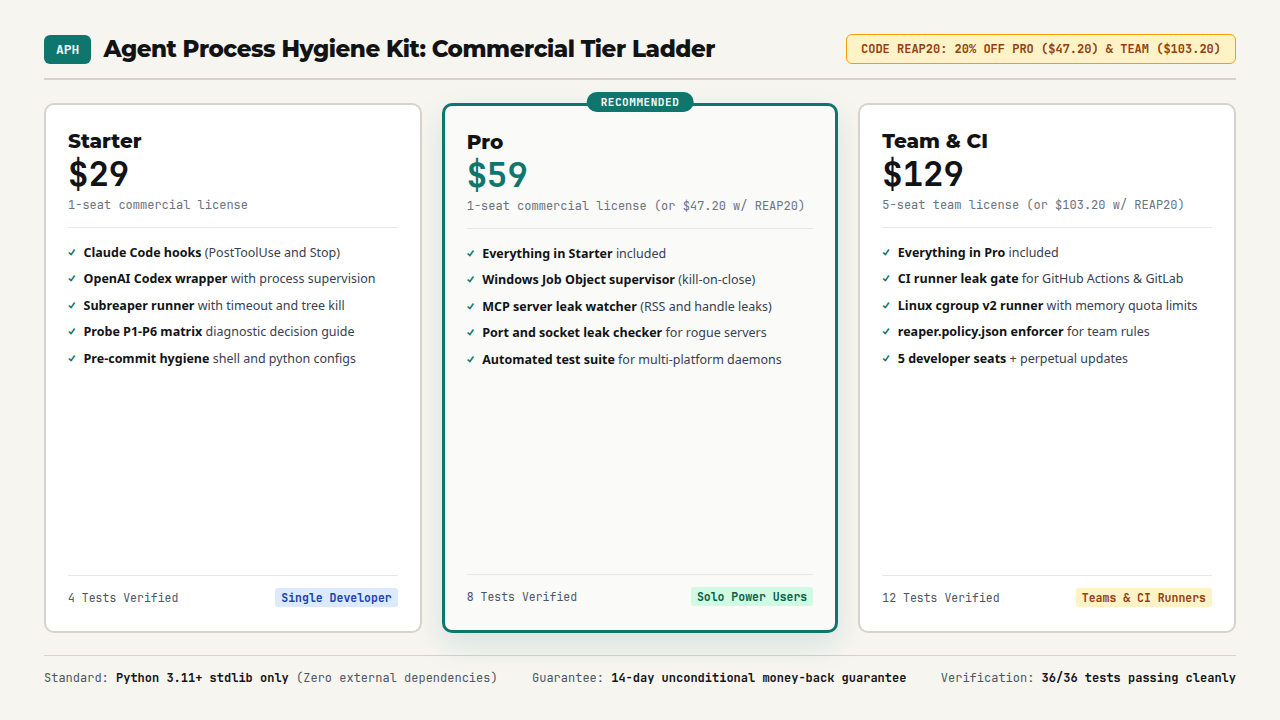 APH
Agent Process Hygiene Kit: Commercial Tier Ladder
CODE REAP20: 20% OFF PRO ($47.20) & TEAM ($103.20)
Starter
$29
1-seat commercial license
✓ Claude Code hooks (PostToolUse and Stop)
✓ OpenAI Codex wrapper with process supervision
✓ Subreaper runner with timeout and tree kill
✓ Probe P1-P6 matrix diagnostic decision guide
✓ Pre-commit hygiene shell and python configs
4 Tests Verified
Single Developer
RECOMMENDED
Pro
$59
1-seat commercial license (or $47.20 w/ REAP20)
✓ Everything in Starter included
✓ Windows Job Object supervisor (kill-on-close)
✓ MCP server leak watcher (RSS and handle leaks)
✓ Port and socket leak checker for rogue servers
✓ Automated test suite for multi-platform daemons
8 Tests Verified
Solo Power Users
Team & CI
$129
5-seat team license (or $103.20 w/ REAP20)
✓ Everything in Pro included
✓ CI runner leak gate for GitHub Actions & GitLab
✓ Linux cgroup v2 runner with memory quota limits
✓ reaper.policy.json enforcer for team rules
✓ 5 developer seats + perpetual updates
12 Tests Verified
Teams & CI Runners
Standard: Python 3.11+ stdlib only (Zero external dependencies)
Guarantee: 14-day unconditional money-back guarantee
Verification: 36/36 tests passing cleanly